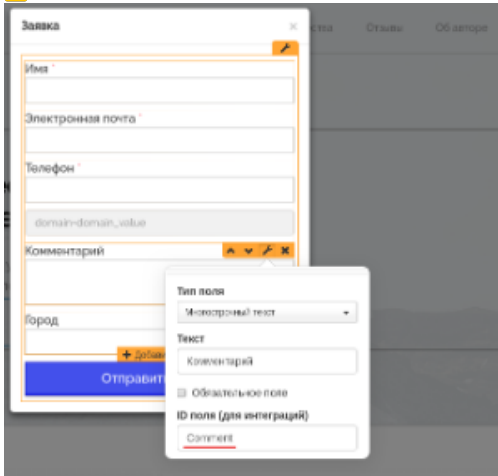 Заявка
Отзывы
Об авторе
Имя *
Электронная почта *
Телефон *
domain=domain_value
Комментарий
Город
Отправить
Тип поля
Многострочный текст
Текст
Комментарий
Обязательное поле
ID поля (для интеграций)
Comment